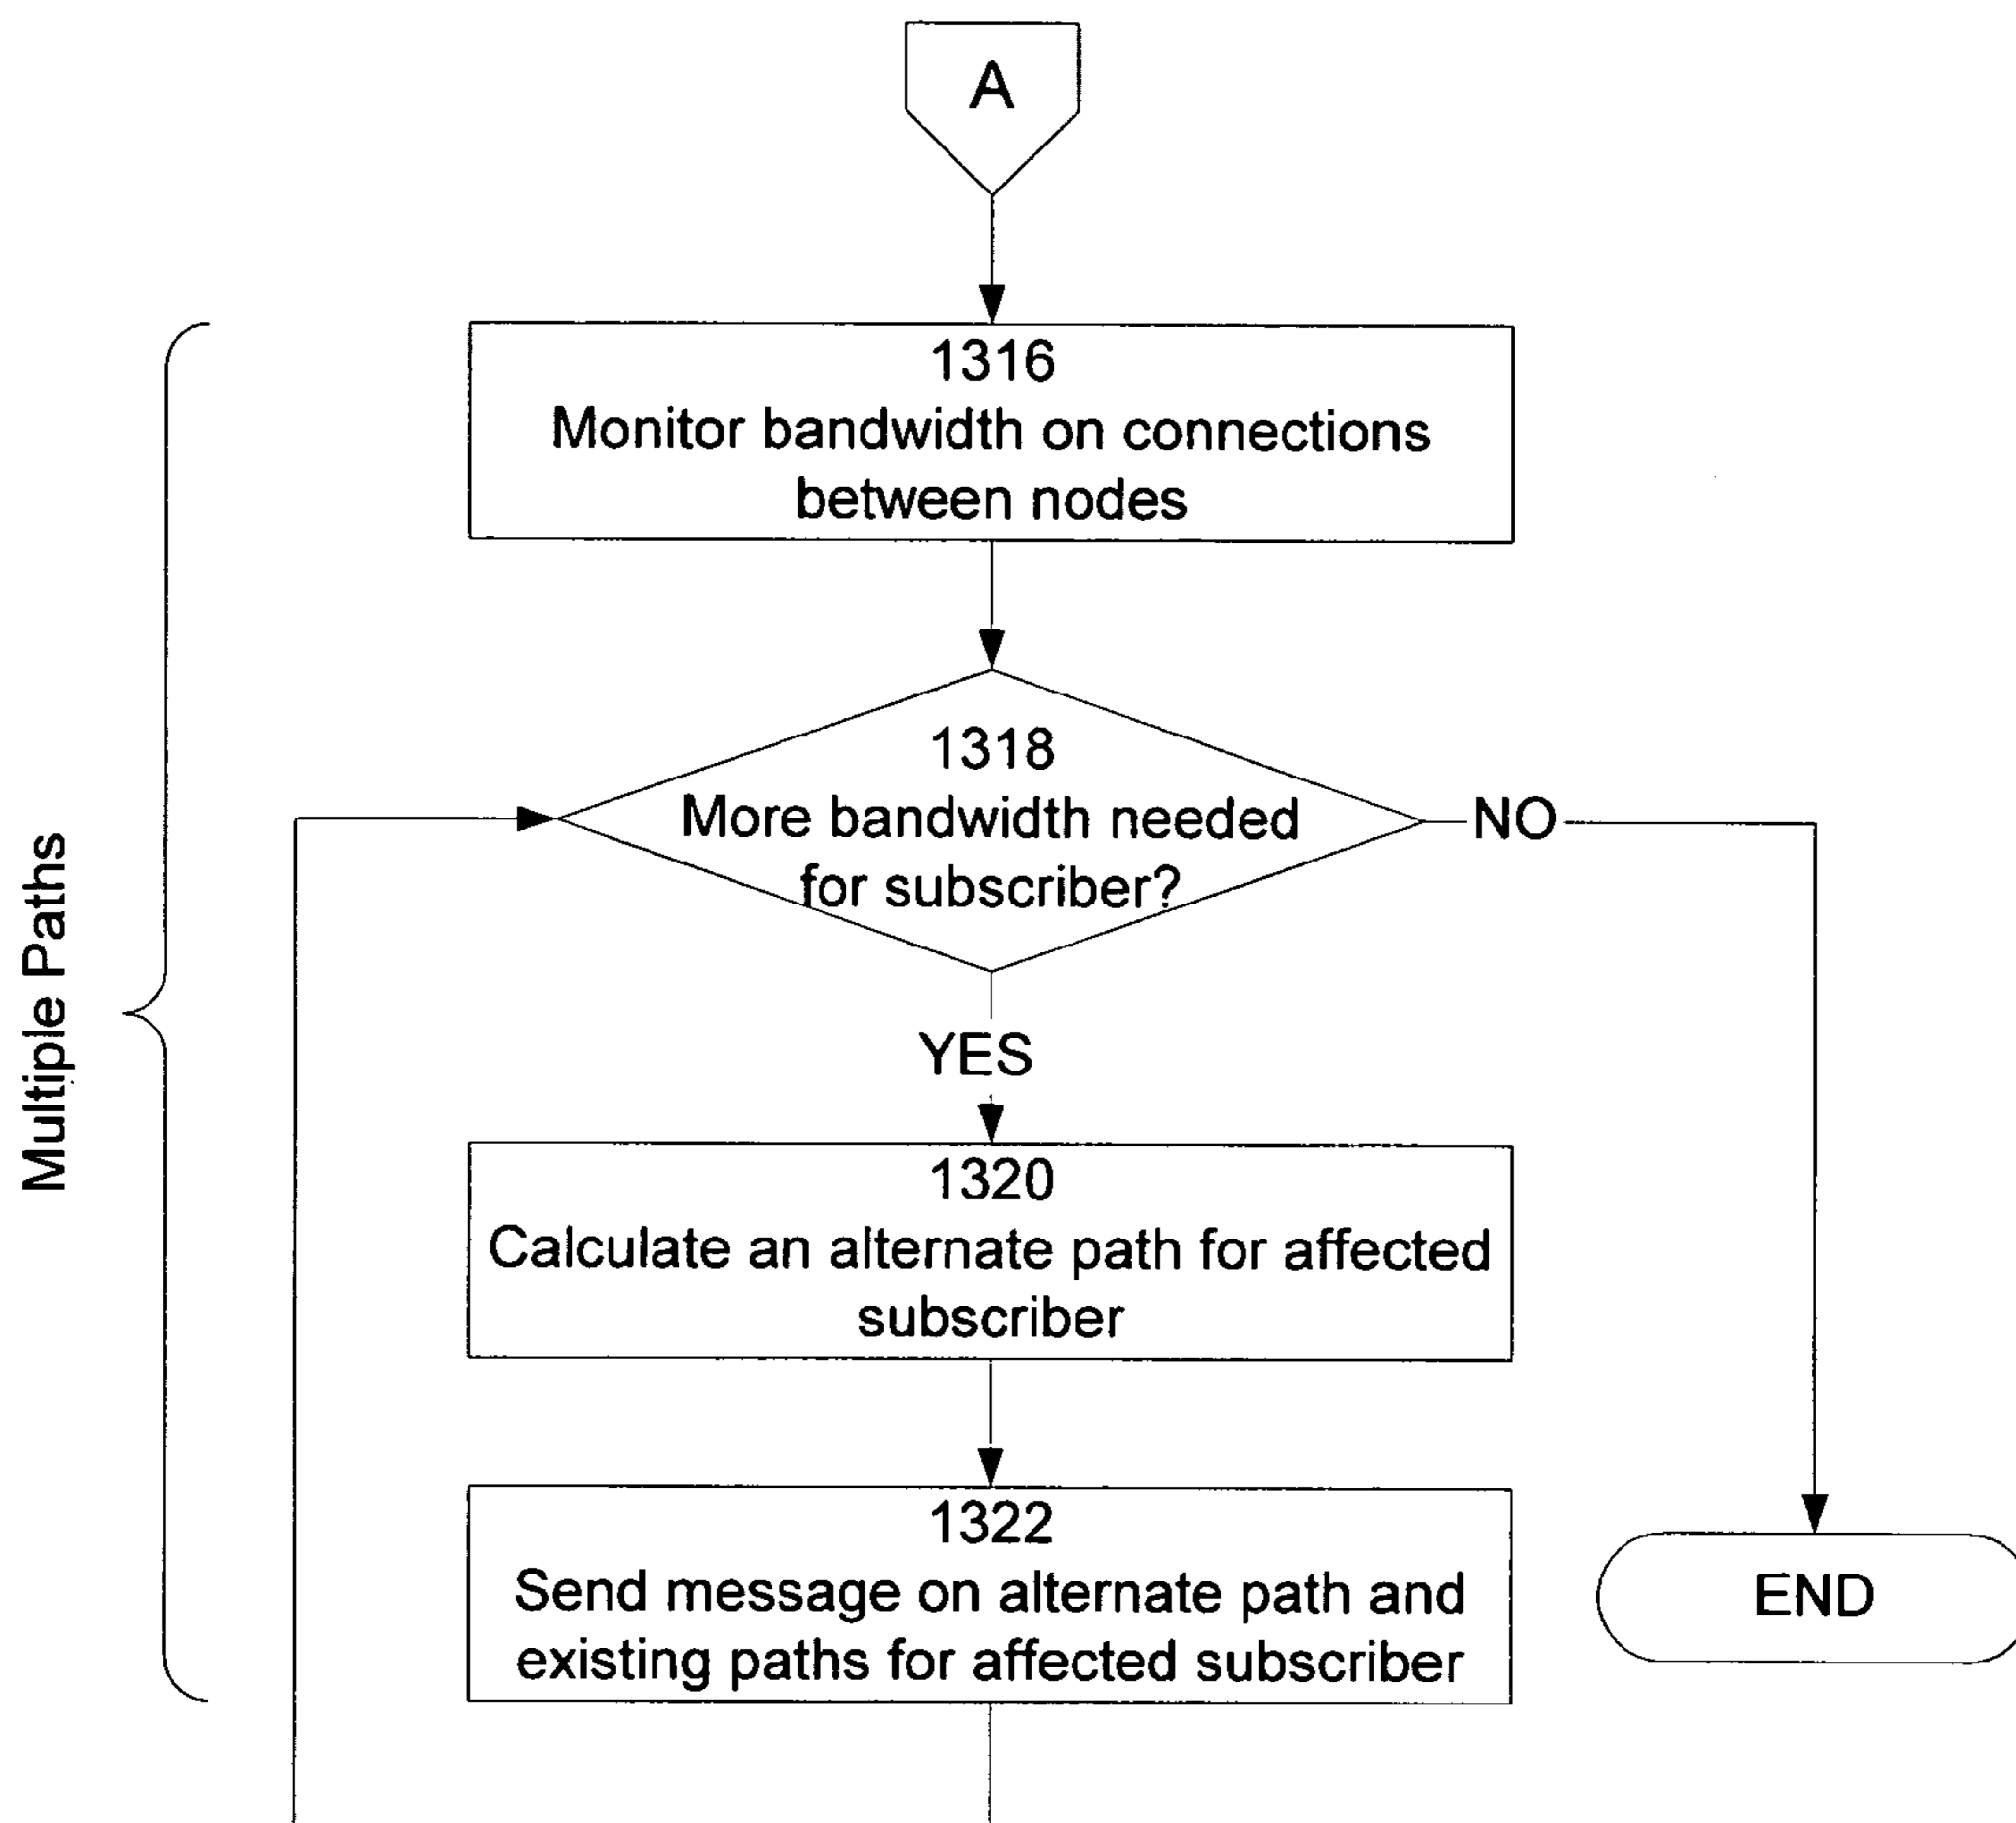 A
1316
Monitor bandwidth on connections
between nodes
1318
More bandwidth needed
for subscriber?
NO
YES
Multiple Paths
1320
Calculate an alternate path for affected
subscriber
1322
Send message on alternate path and
existing paths for affected subscriber
END